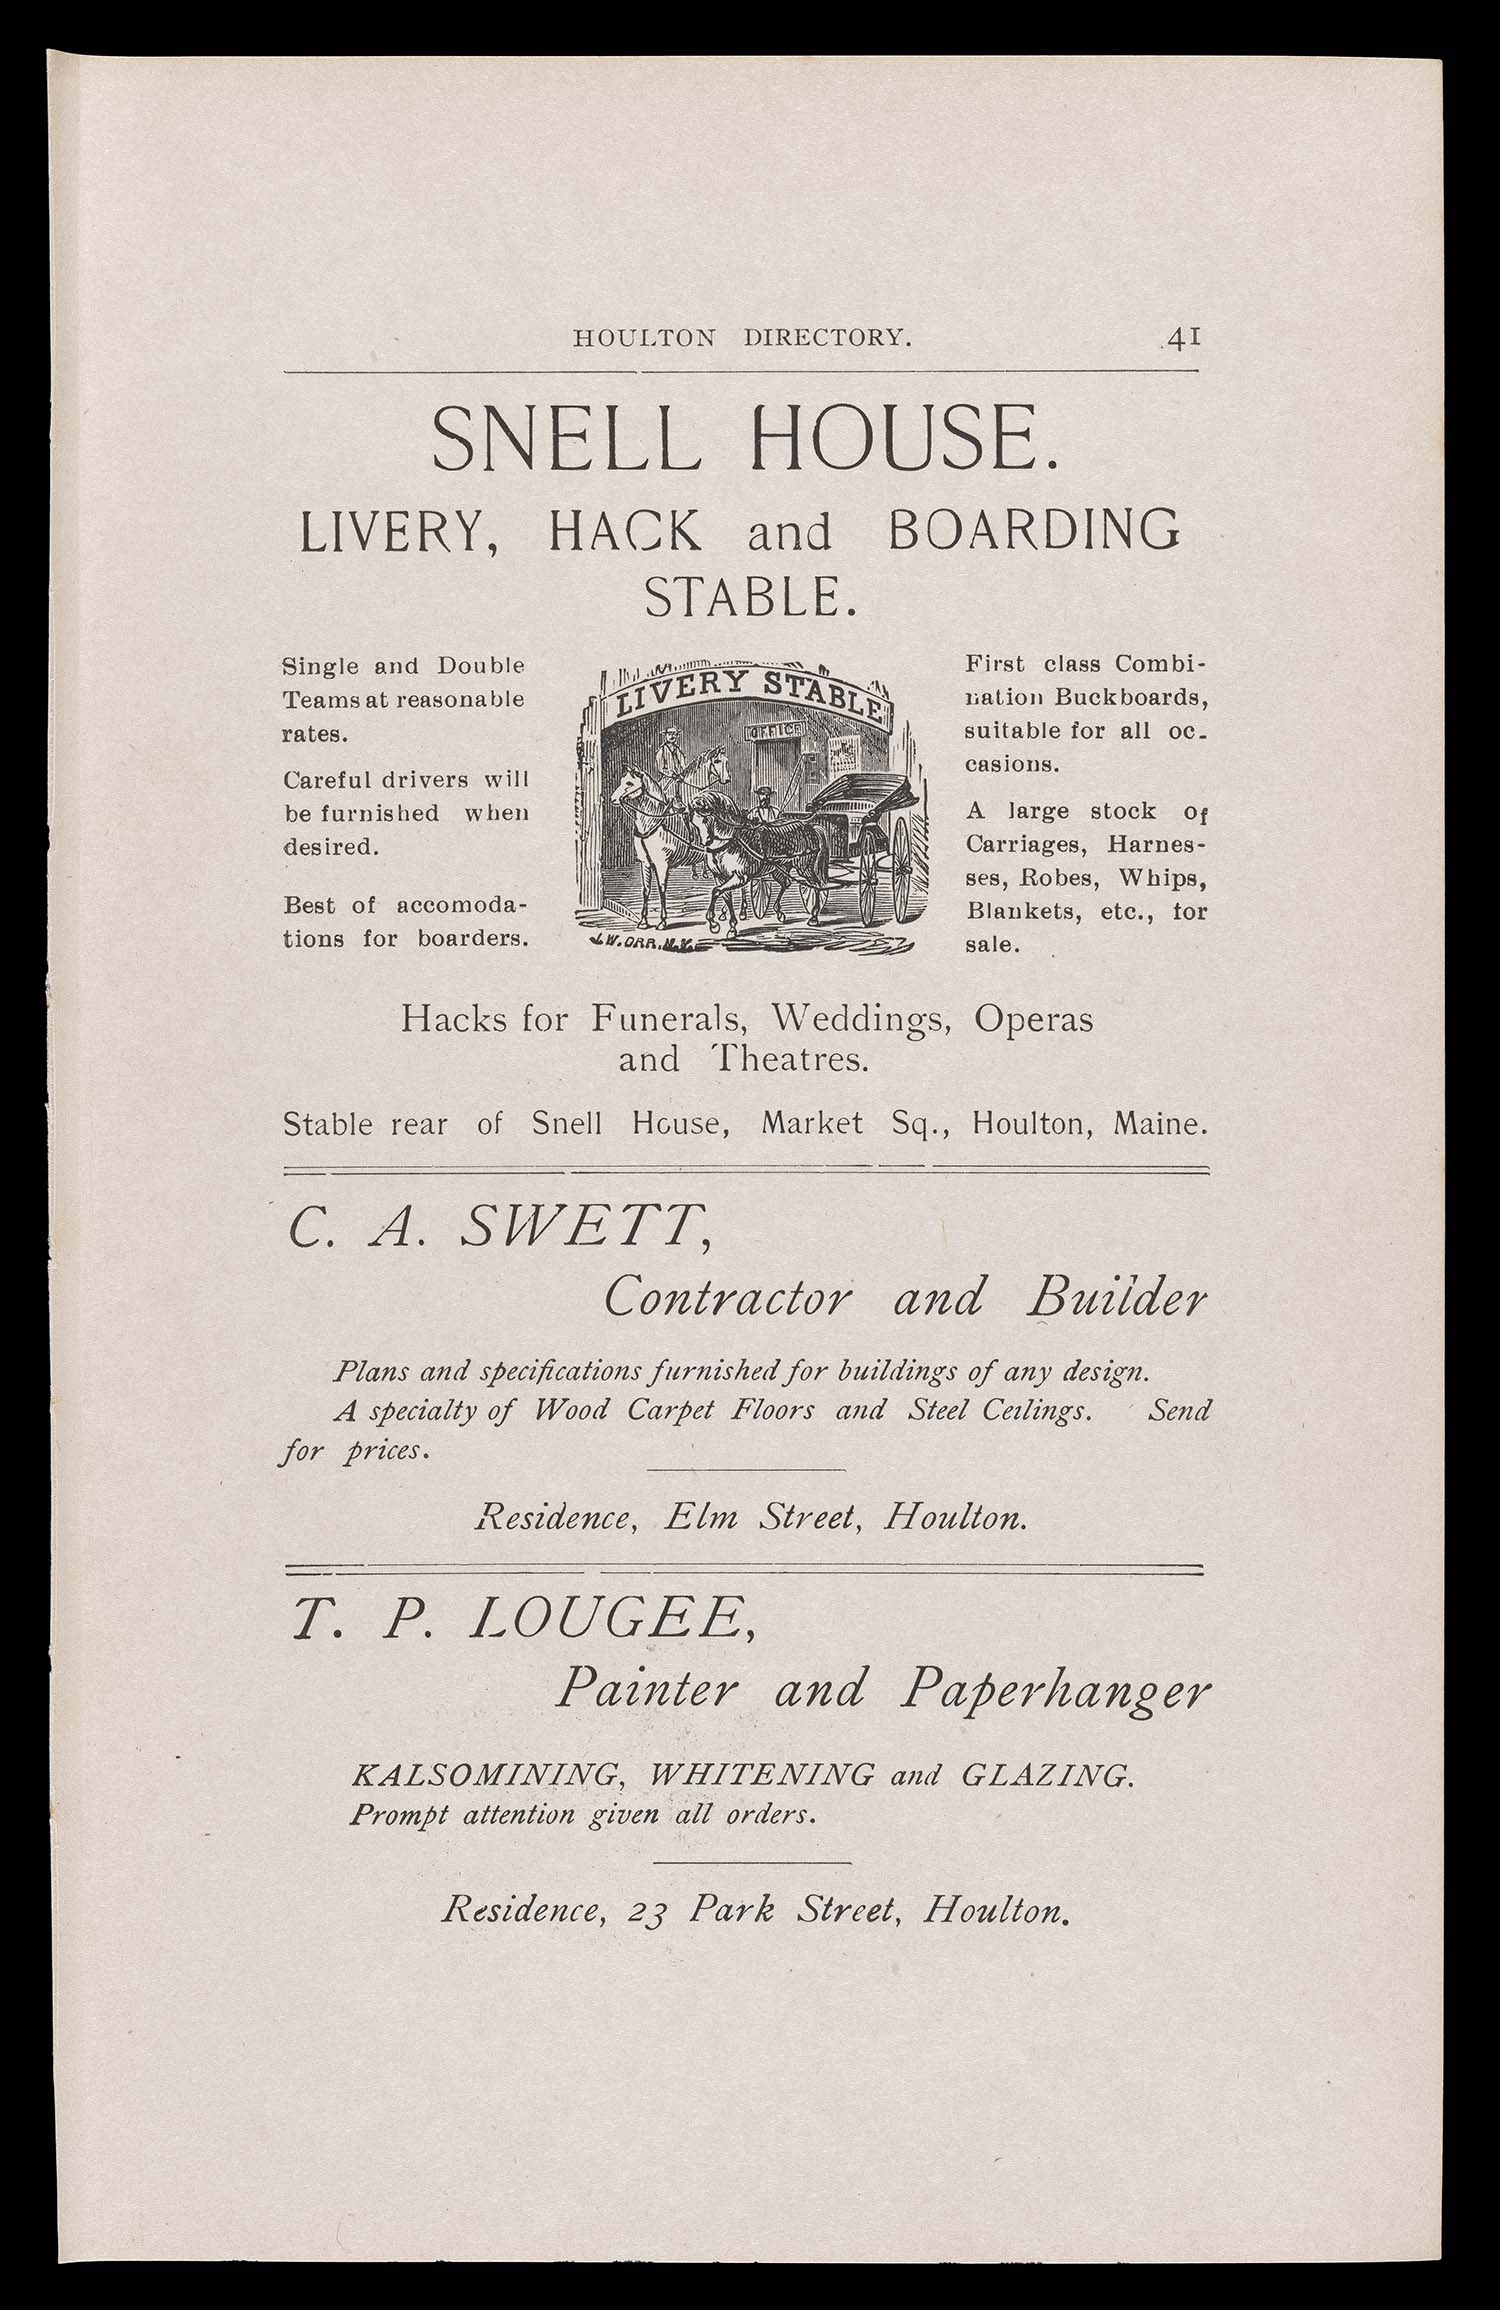 HOULTON DIRECTORY. 41
SNELL HOUSE.
LIVERY, HACK and BOARDING
STABLE.
Single and Double
Teams at reasonable
rates.
Careful drivers will
be furnished when
desired.
Best of accomoda-
tions for boarders.
LIVERY STABLE
OFFICE
J.W. ORR. N.Y.
First class Combi-
nation Buckboards,
suitable for all oc-
casions.
A large stock of
Carriages, Harnes-
ses, Robes, Whips,
Blankets, etc., for
sale.
Hacks for Funerals, Weddings, Operas
and Theatres.
Stable rear of Snell House, Market Sq., Houlton, Maine.
C. A. SWETT,
Contractor and Builder
Plans and specifications furnished for buildings of any design.
A specialty of Wood Carpet Floors and Steel Ceilings. Send
for prices.
Residence, Elm Street, Houlton.
T. P. LOUGEE,
Painter and Paperhanger
KALSOMINING, WHITENING and GLAZING.
Prompt attention given all orders.
Residence, 23 Park Street, Houlton.